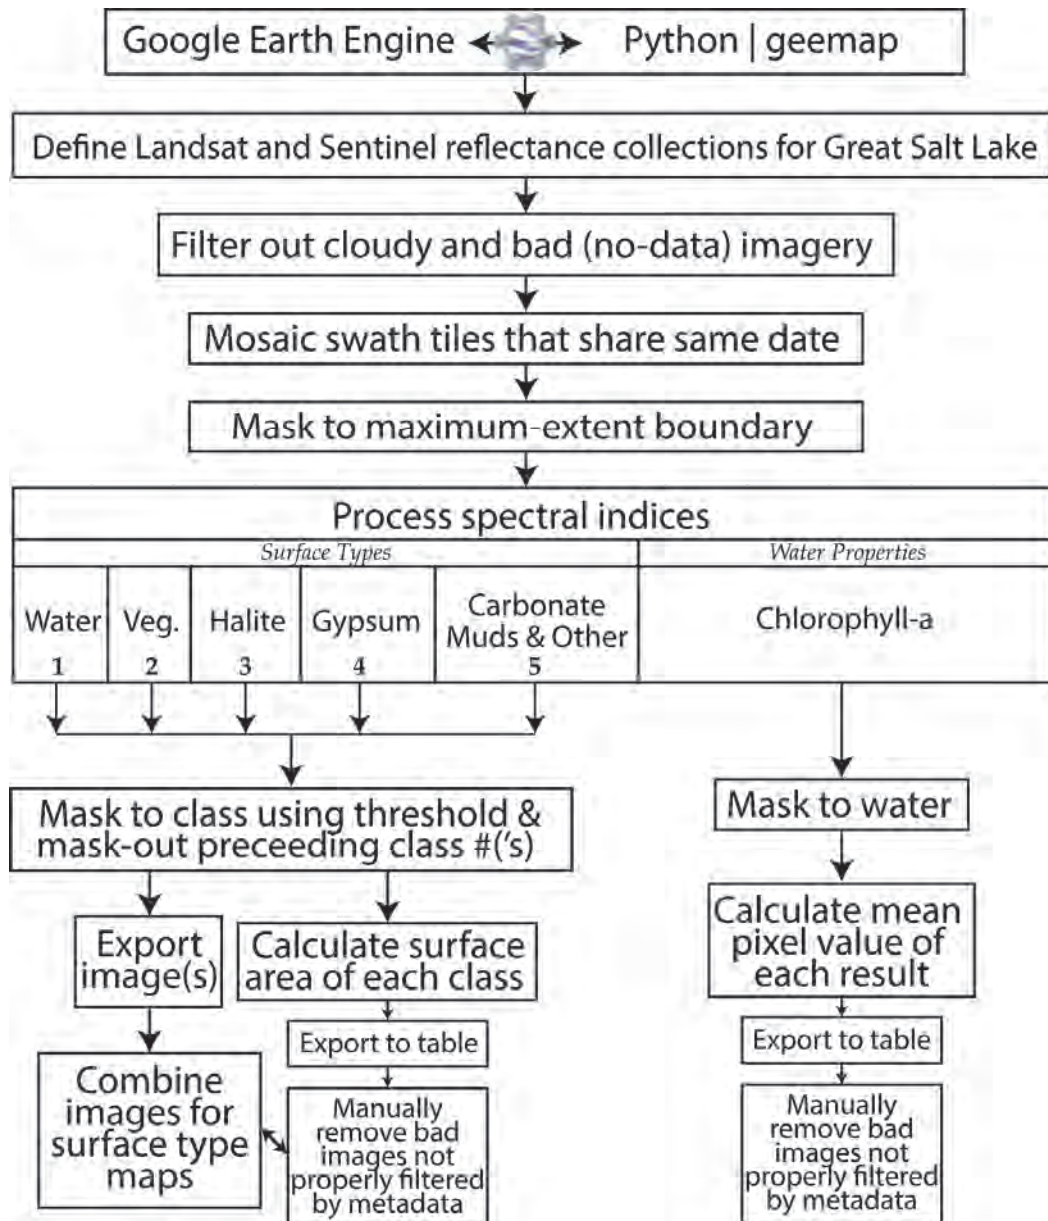 Google Earth Engine Python | geemap
Define Landsat and Sentinel reflectance collections for Great Salt Lake
Filter out cloudy and bad (no-data) imagery
Mosaic swath tiles that share same date
Mask to maximum-extent boundary
Process spectral indices
Surface Types
Water Properties
Water
1
Veg.
2
Halite
3
Gypsum
4
Carbonate
Muds & Other
5
Chlorophyll-a
Mask to class using threshold &
mask-out preceeding class #('s)
Export
image(s)
Combine
images for
surface type
maps
Calculate surface
area of each class
Export to table
Manually
remove bad
images not
properly filtered
by metadata
Mask to water
Calculate mean
pixel value of
each result
Export to table
Manually
remove bad
images not
properly filtered
by metadata